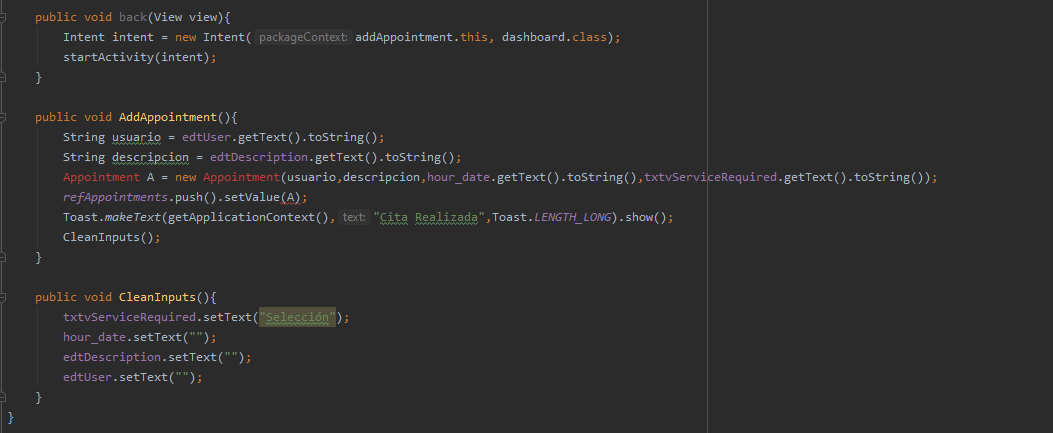 public void back(View view){
Intent intent = new Intent( packageContext: addAppointment.this, dashboard.class);
startActivity(intent);
}
public void AddAppointment(){
String usuario = edtUser.getText().toString();
String descripcion = edtDescription.getText().toString();
Appointment A = new Appointment(usuario,descripcion,hour_date.getText().toString(),txtvServiceRequired.getText().toString());
refAppointments.push().setValue(A);
Toast.makeText(getApplicationContext(), text: "Cita Realizada",Toast.LENGTH_LONG).show();
CleanInputs();
}
public void CleanInputs(){
txtvServiceRequired.setText("Selección");
hour_date.setText("");
edtDescription.setText("");
edtUser.setText("");
}
}